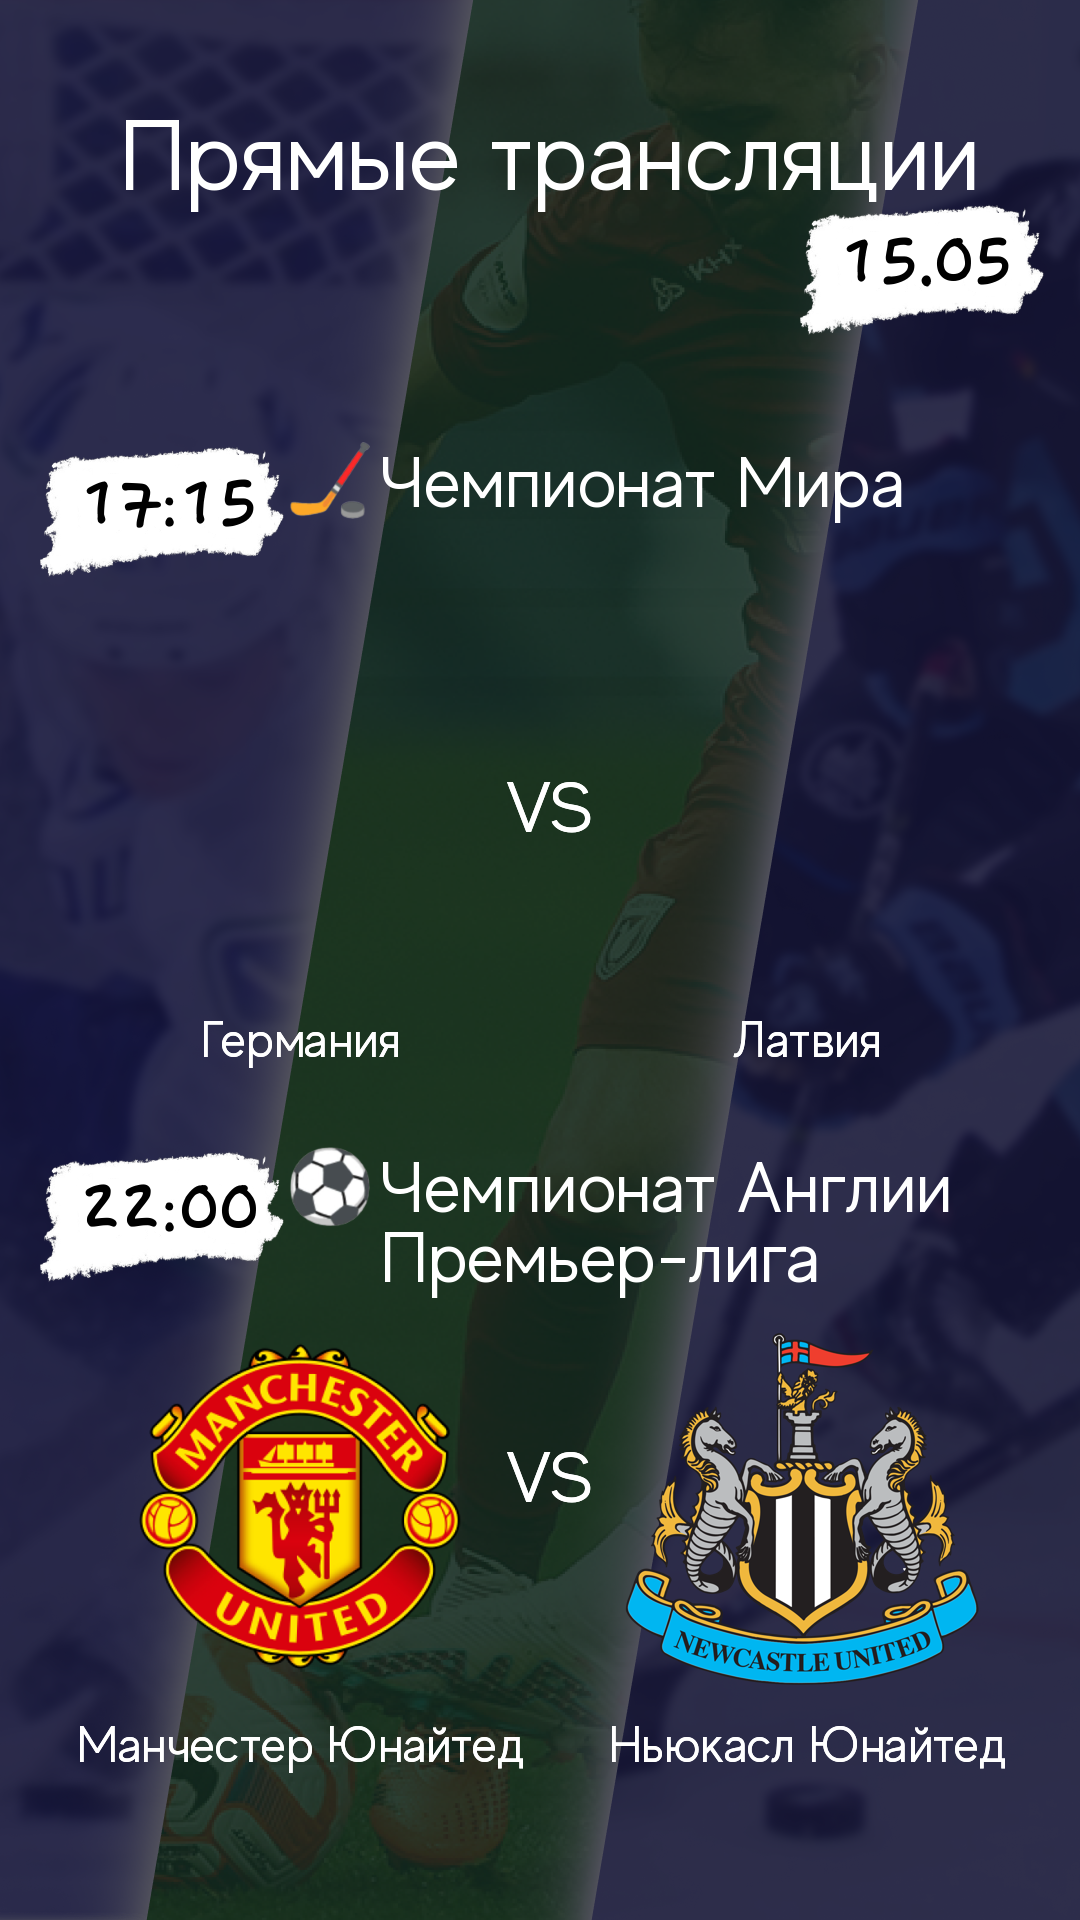 Прямые трансляции
15.05
КНХ
17:15
Чемпионат Мира
VS
Германия
Латвия
22:00
Чемпионат Англии
Премьер-лига
MANCHESTER
UNITED
VS
NEWCASTLE UNITED
Манчестер Юнайтед
Ньюкасл Юнайтед